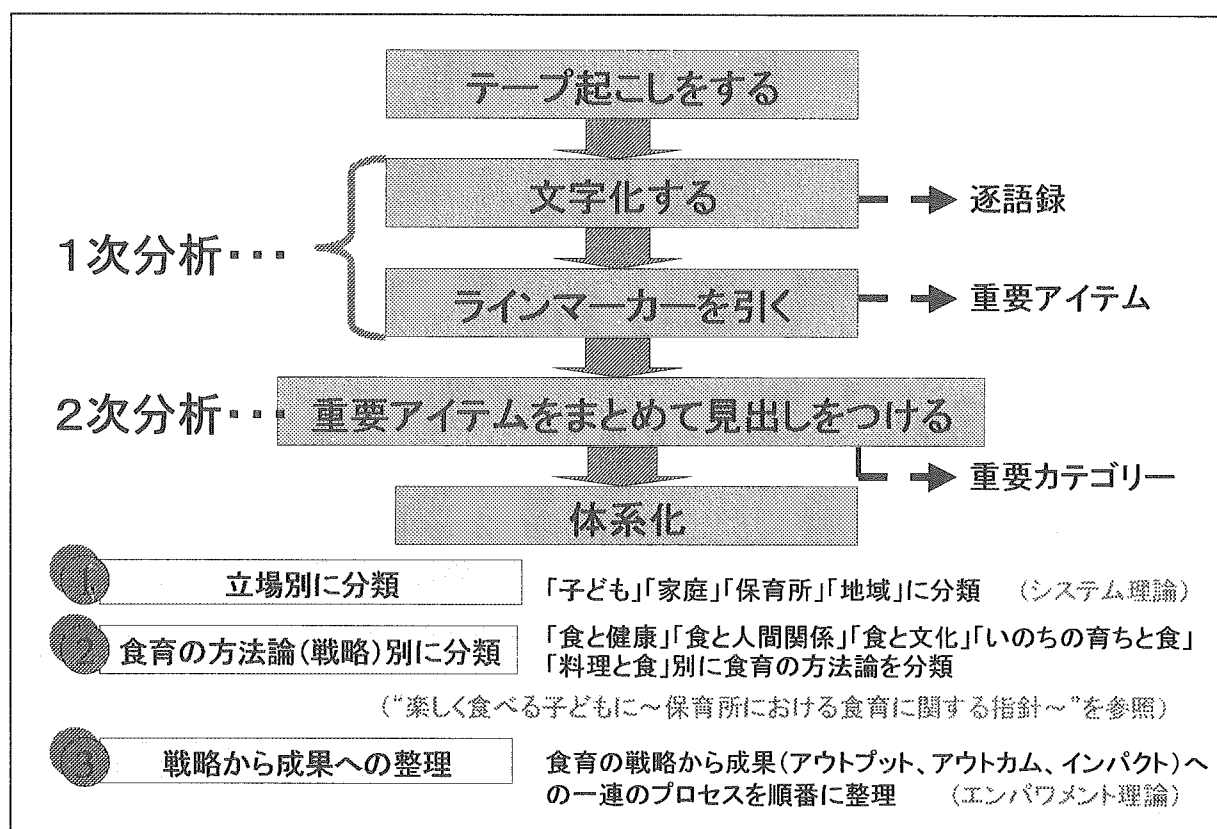 テープ起こしをする
文字化する
逐語録
1次分析・・・
ラインマーカーを引く
重要アイテム
2次分析・・・
重要アイテムをまとめて見出しをつける
重要カテゴリー
体系化
1
立場別に分類
「子ども」「家庭」「保育所」「地域」に分類 (システム理論)
2
食育の方法論(戦略)別に分類
「食と健康」「食と人間関係」「食と文化」「いのちの育ちと食」
「料理と食」別に食育の方法論を分類
(“楽しく食べる子どもに~保育所における食育に関する指針~”を参照)
3
戦略から成果への整理
食育の戦略から成果(アウトプット、アウトカム、インパクト)へ
の一連のプロセスを順番に整理 (エンパワメント理論)